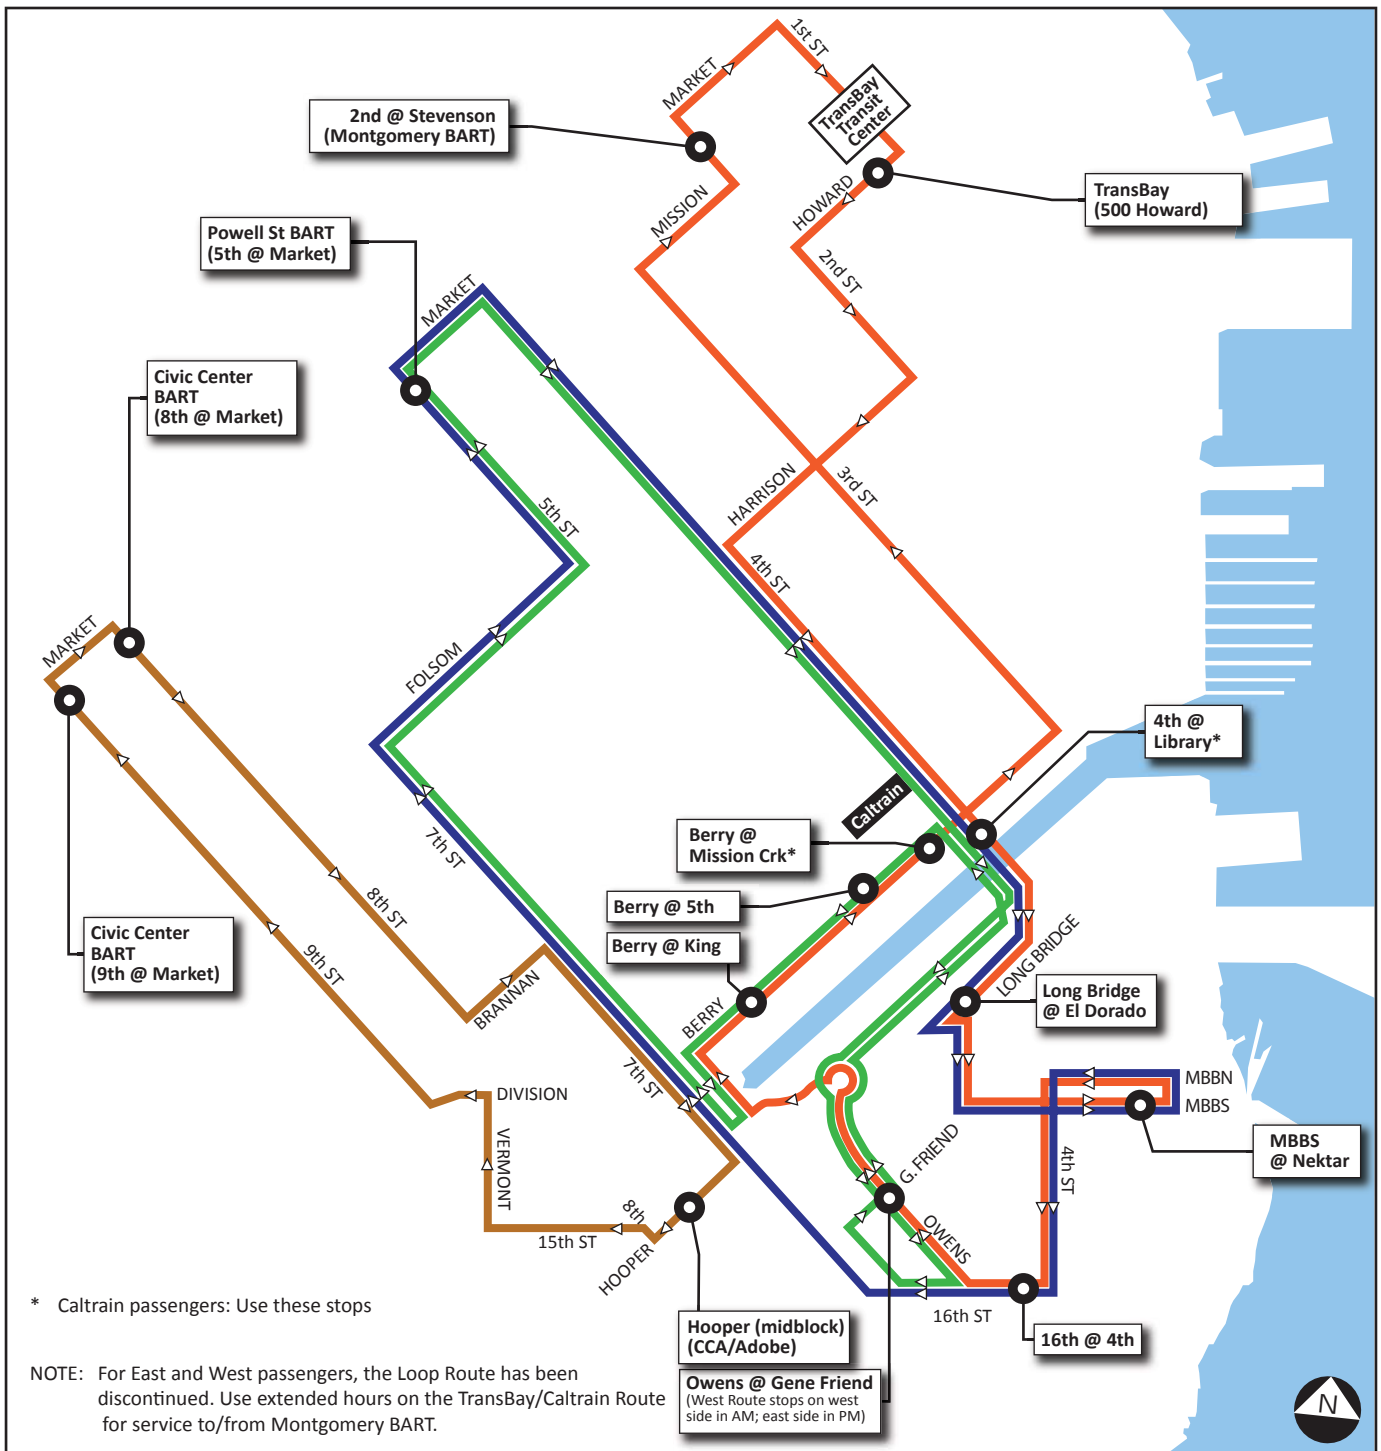 1st ST
MARKET
TransBay
Transit
Center
2nd @ Stevenson
(Montgomery BART)
MISSION
HOWARD
TransBay
(500 Howard)
Powell St BART
(5th @ Market)
2nd ST
MARKET
Civic Center
BART
(8th @ Market)
HARRISON
3rd ST
5th ST
4th ST
MARKET
FOLSOM
4th @
Library*
Caltrain
Berry @
Mission Crk*
7th ST
8th ST
Berry @ 5th
Civic Center
BART
(9th @ Market)
9th ST
Berry @ King
LONG BRIDGE
BRANNAN
Long Bridge
@ El Dorado
BERRY
7th ST
MBBN
MBBS
DIVISION
G. FRIEND
MBBS
@ Nektar
VERMONT
4th ST
8th
OWENS
15th ST
HOOPER
16th ST
* Caltrain passengers: Use these stops
Hooper (midblock)
(CCA/Adobe)
16th @ 4th
NOTE: For East and West passengers, the Loop Route has been
discontinued. Use extended hours on the TransBay/Caltrain Route
for service to/from Montgomery BART.
Owens @ Gene Friend
(West Route stops on west
side in AM; east side in PM)
N